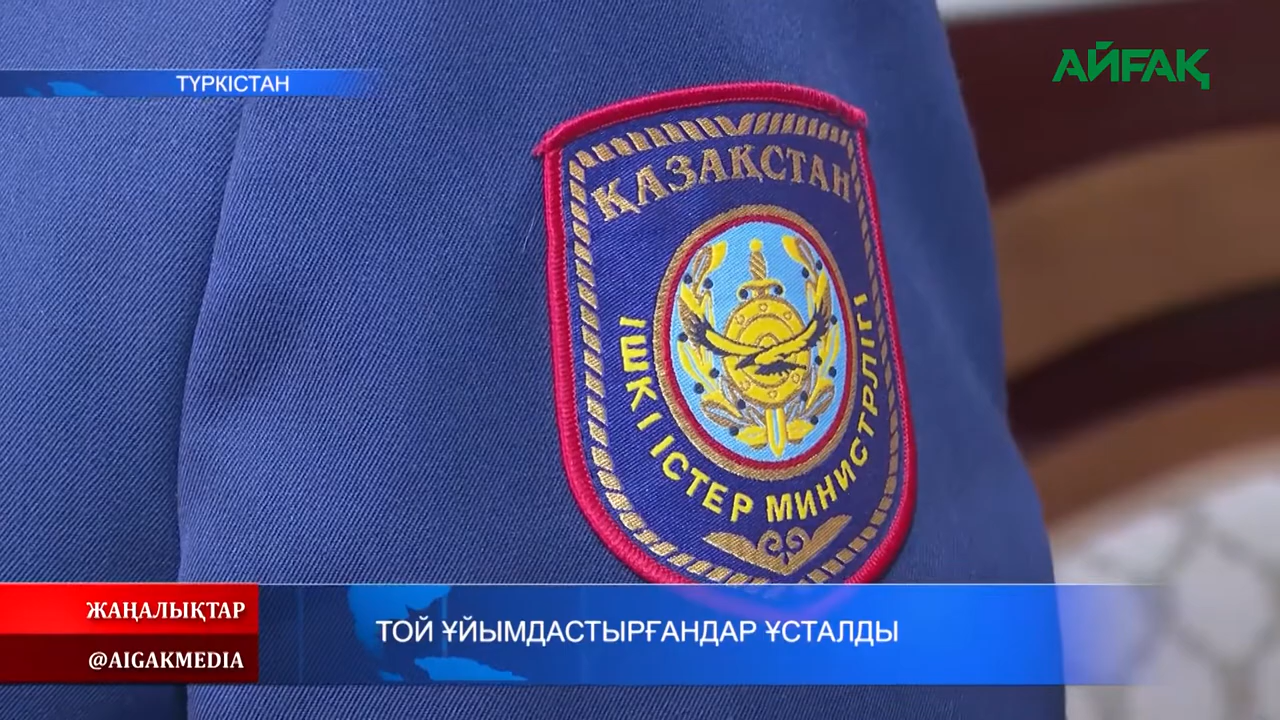 АЙҒАҚ
ТҮРКІСТАН
ҚАЗАҚСТАН
ІШКІ ІСТЕР МИНИСТРЛІГІ
ЖАҢАЛЫҚТАР
ТОЙ ҰЙЫМДАСТЫРҒАНДАР ҰСТАЛДЫ
@AIGAKMEDIA